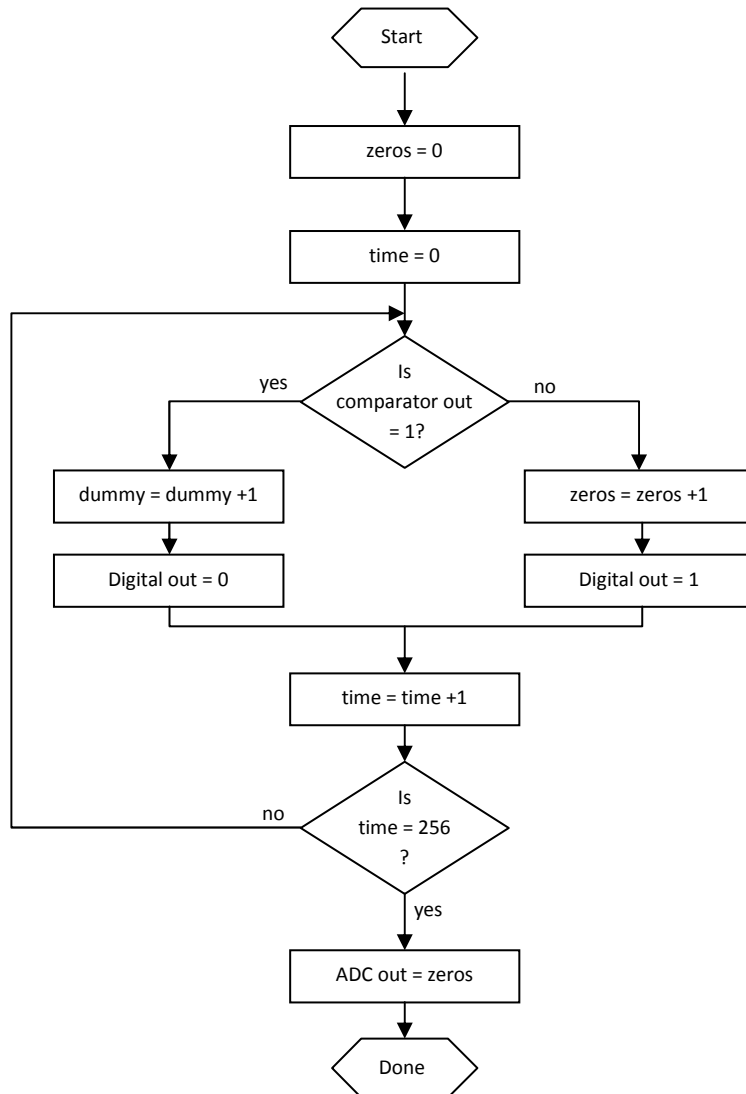 Start
zeros = 0
time = 0
Is
comparator out
= 1?
yes
no
dummy = dummy +1
zeros = zeros +1
Digital out = 0
Digital out = 1
time = time +1
Is
time = 256
?
no
yes
ADC out = zeros
Done